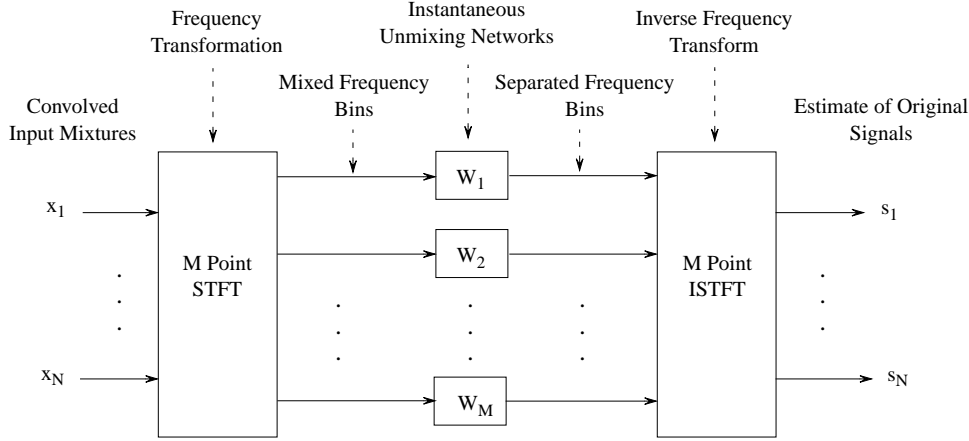 Frequency
Transformation
Instantaneous
Unmixing Networks
Inverse Frequency
Transform
Mixed Frequency
Bins
Separated Frequency
Bins
Convolved
Input Mixtures
Estimate of Original
Signals
x1
xN
M Point
STFT
W1
W2
WM
M Point
ISTFT
s1
sN